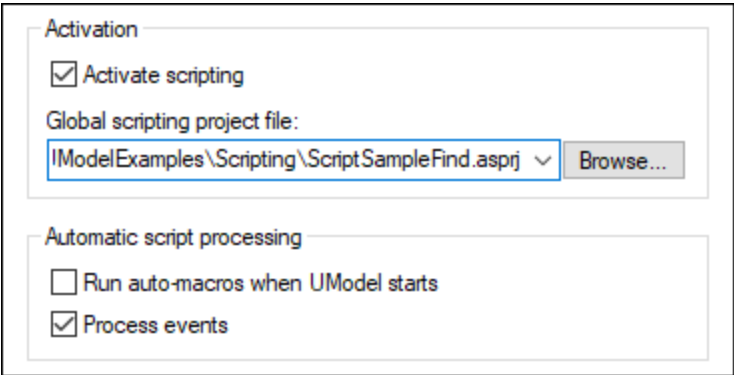 Activation
Activate scripting
Global scripting project file:
ModelExamples\Scripting\ScriptSampleFind.asprj
Browse...
Automatic script processing
Run auto-macros when UModel starts
Process events